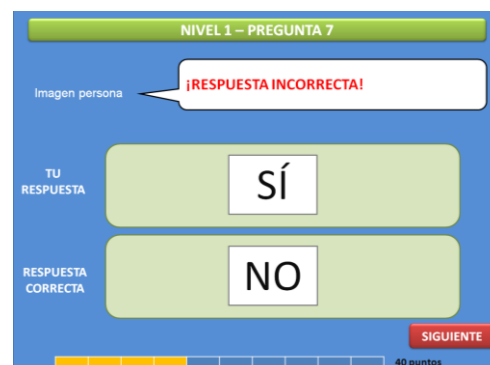 NIVEL 1 – PREGUNTA 7
Imagen persona
¡RESPUESTA INCORRECTA!
TU
RESPUESTA
SÍ
RESPUESTA
CORRECTA
NO
SIGUIENTE
40 puntos